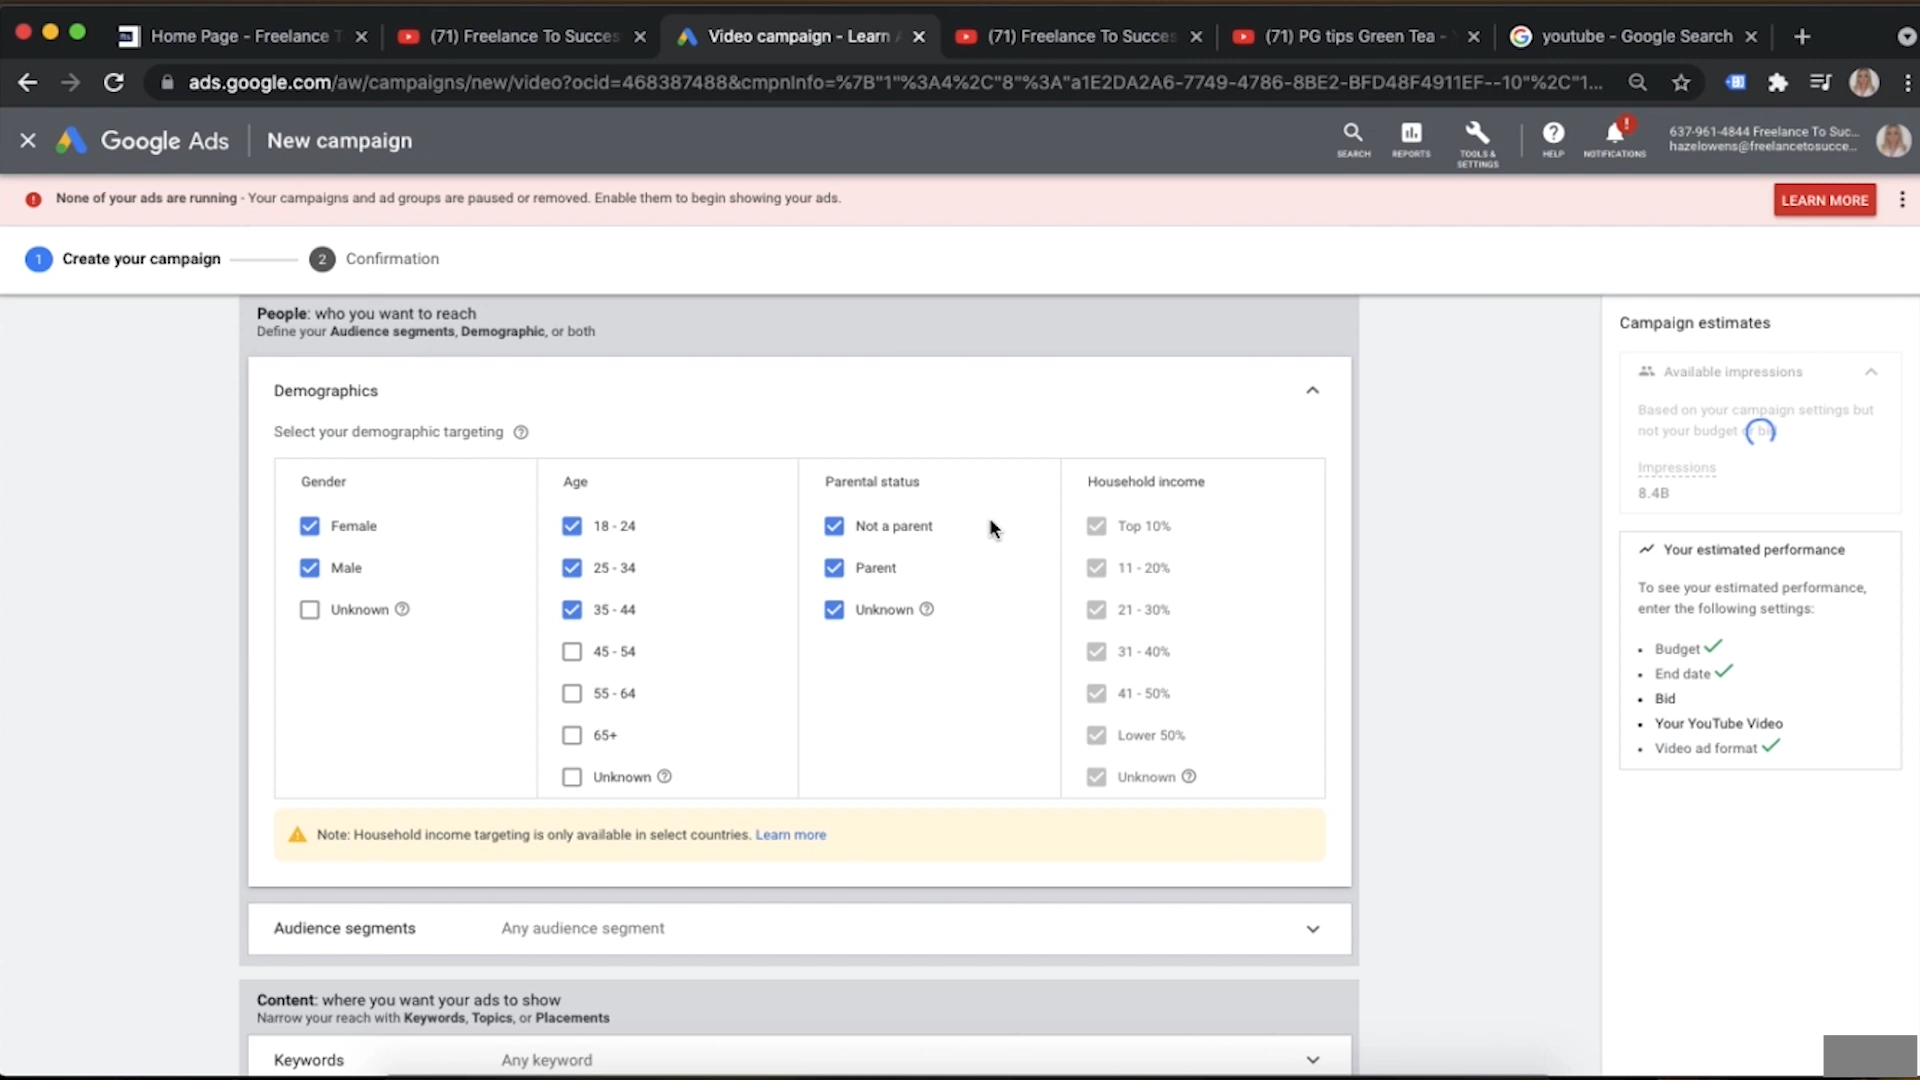 Home Page - Freelance T
(71) Freelance To Succes
Video campaign - Learn A
(71) Freelance To Succes
(71) PG tips Green Tea -
youtube - Google Search
ads.google.com/aw/campaigns/new/video?ocid=468387488&cmpnInfo=%7B"1"%3A4%2C"8"%3A"a1E2DA2A6-7749-4786-8BE2-BFD48F4911EF--10"%2C"1...
Google Ads
New campaign
SEARCH
REPORTS
TOOLS & SETTINGS
HELP
NOTIFICATIONS
637-961-4844 Freelance To Suc...
hazelowens@freelancetosucce...
None of your ads are running - Your campaigns and ad groups are paused or removed. Enable them to begin showing your ads.
LEARN MORE
1 Create your campaign
2 Confirmation
People: who you want to reach
Define your Audience segments, Demographic, or both
Demographics
Select your demographic targeting
Gender
Female
Male
Unknown
Age
18 - 24
25 - 34
35 - 44
45 - 54
55 - 64
65+
Unknown
Parental status
Not a parent
Parent
Unknown
Household income
Top 10%
11 - 20%
21 - 30%
31 - 40%
41 - 50%
Lower 50%
Unknown
Note: Household income targeting is only available in select countries. Learn more
Audience segments
Any audience segment
Content: where you want your ads to show
Narrow your reach with Keywords, Topics, or Placements
Keywords
Any keyword
Campaign estimates
Available impressions
Based on your campaign settings but
not your budget or bid
Impressions
8.4B
Your estimated performance
To see your estimated performance,
enter the following settings:
Budget
End date
Bid
Your YouTube Video
Video ad format